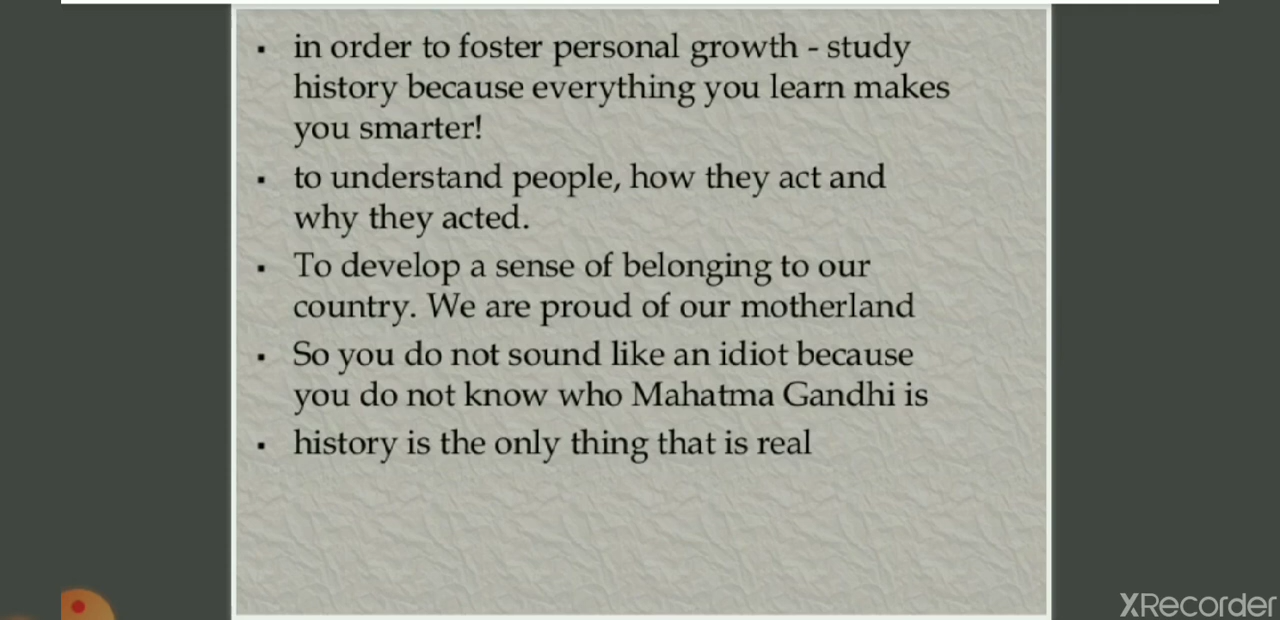 ▪ in order to foster personal growth - study
history because everything you learn makes
you smarter!
▪ to understand people, how they act and
why they acted.
▪ To develop a sense of belonging to our
country. We are proud of our motherland
▪ So you do not sound like an idiot because
you do not know who Mahatma Gandhi is
▪ history is the only thing that is real
XRecorder